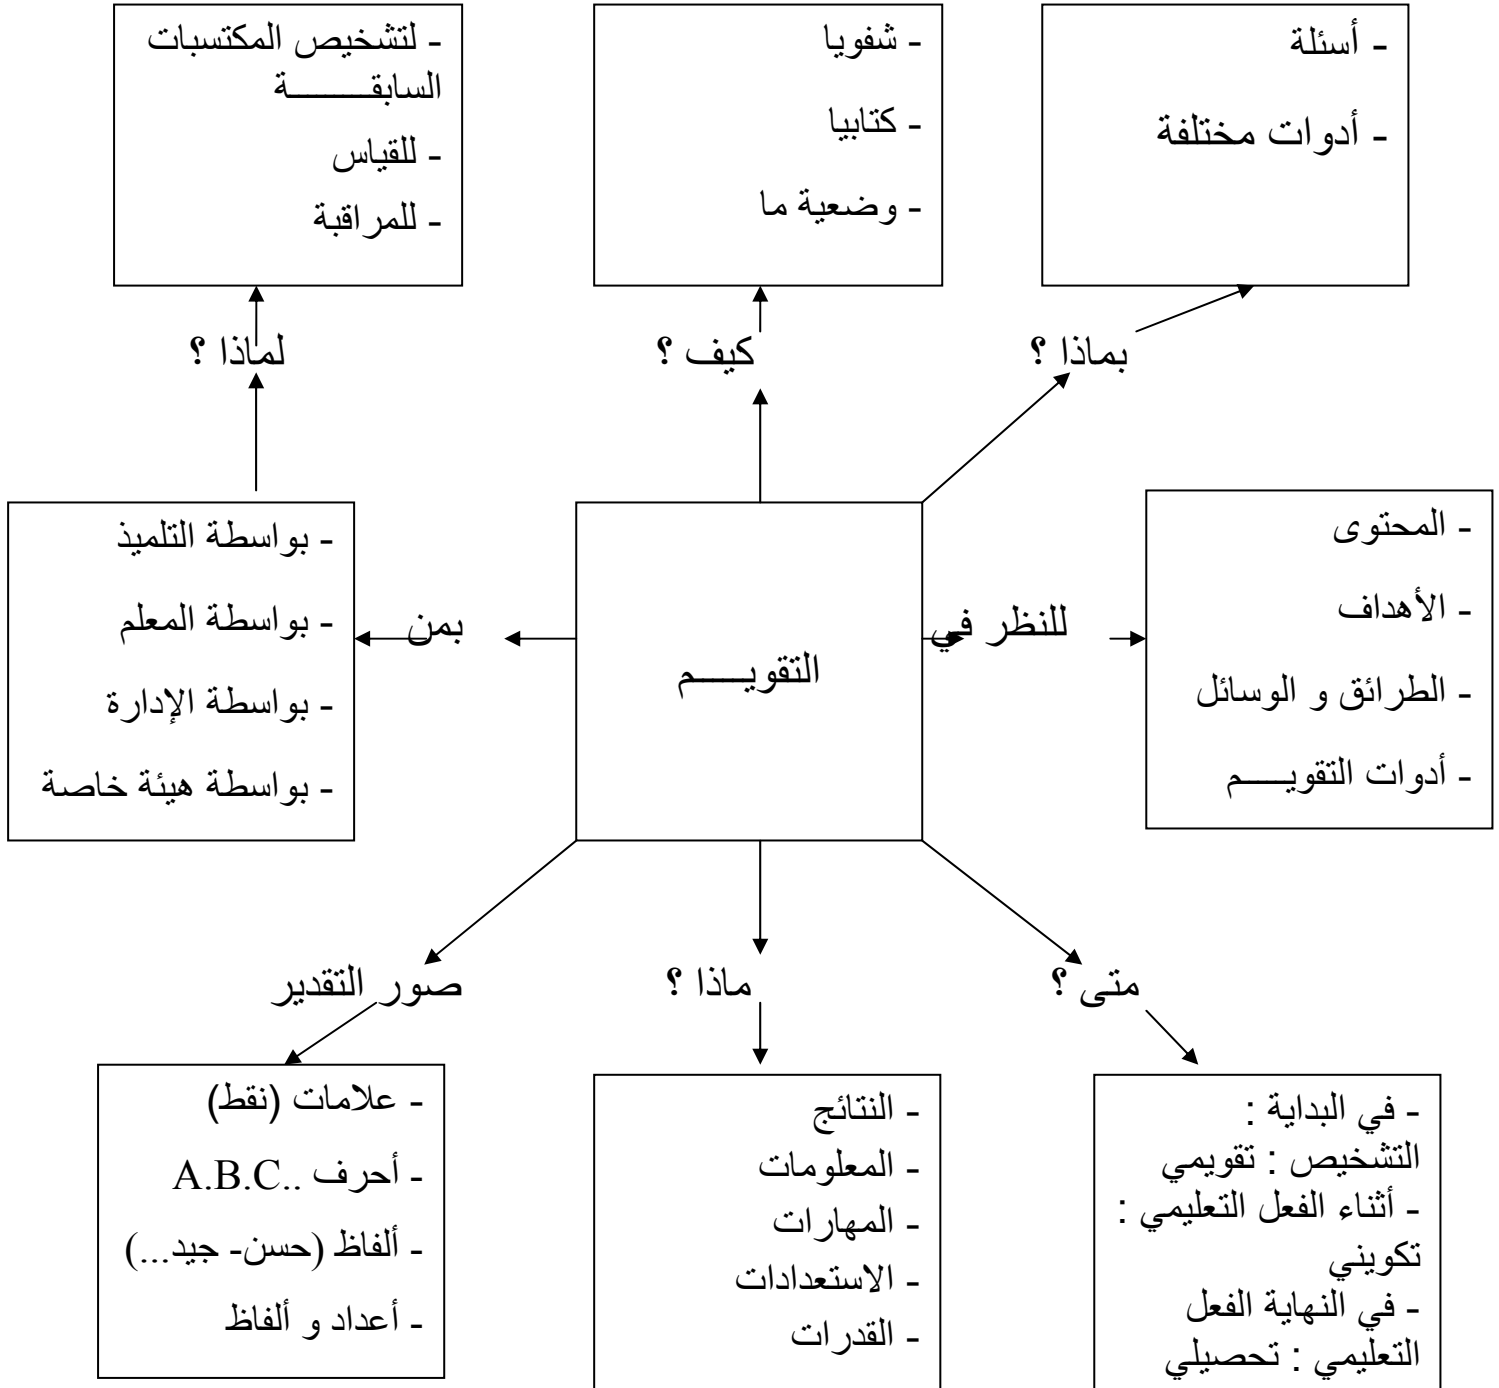 - أسئلة
- أدوات مختلفة
- شفويا
- كتابيا
- وضعية ما
- لتشخيص المكتسبات
السابقـــــــة
- للقياس
- للمراقبة
بماذا ؟
كيف ؟
لماذا ؟
- المحتوى
- الأهداف
- الطرائق و الوسائل
- أدوات التقويـــــم
للنظر في
التقويـــــم
بمن
- بواسطة التلميذ
- بواسطة المعلم
- بواسطة الإدارة
- بواسطة هيئة خاصة
متى ؟
ماذا ؟
صور التقدير
- في البداية :
التشخيص : تقويمي
- أثناء الفعل التعليمي :
تكويني
- في النهاية الفعل
التعليمي : تحصيلي
- النتائج
- المعلومات
- المهارات
- الاستعدادات
- القدرات
- علامات (نقط)
- أحرف ..A.B.C
- ألفاظ (حسن- جيد...)
- أعداد و ألفاظ